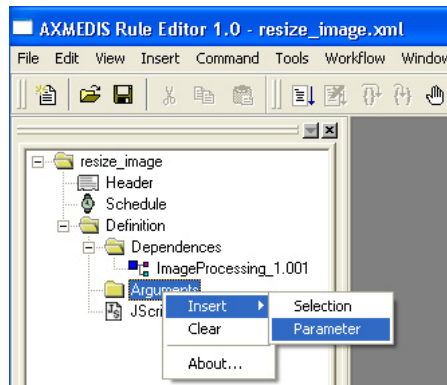 AXMEDIS Rule Editor 1.0 - resize_image.xml
File Edit View Insert Command Tools Workflow Window
resize_image
Header
Schedule
Definition
Dependences
ImageProcessing_1.001
Arguments
Insert Selection
JScri
Clear Parameter
About...